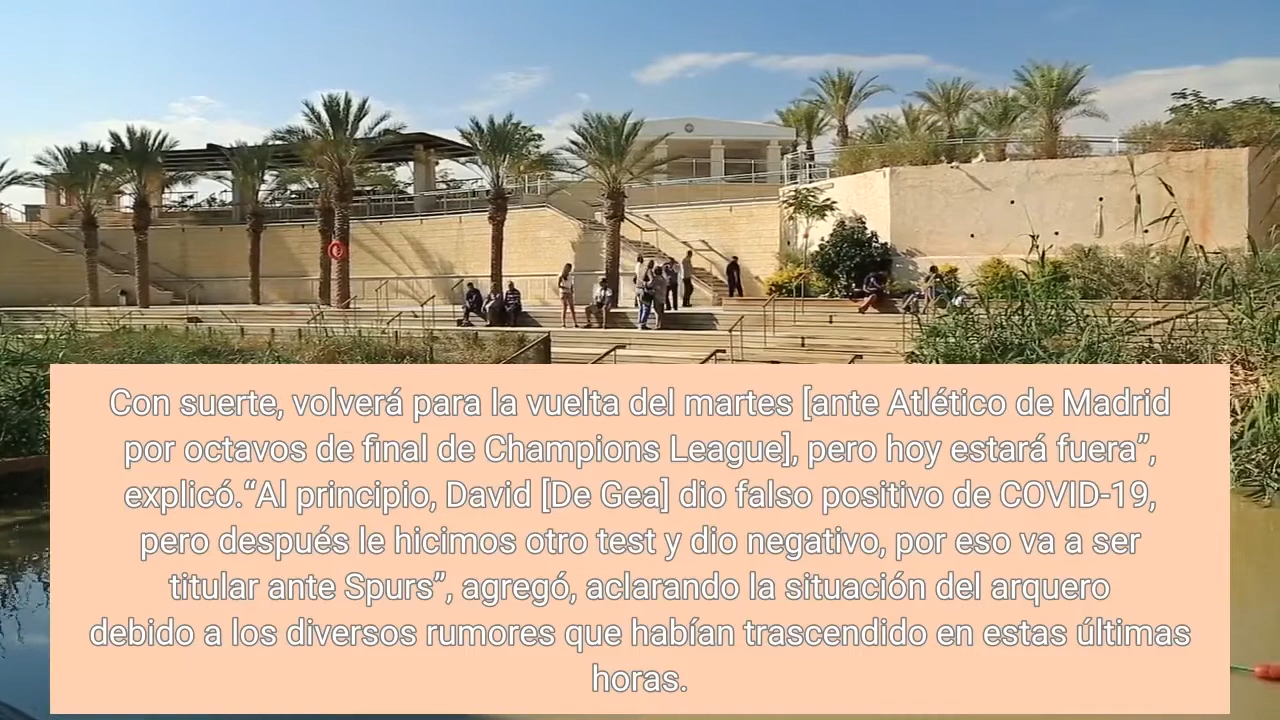 Con suerte, volverá para la vuelta del martes [ante Atlético de Madrid
por octavos de final de Champions League], pero hoy estará fuera”,
explicó.“Al principio, David [De Gea] dio falso positivo de COVID-19,
pero después le hicimos otro test y dio negativo, por eso va a ser
titular ante Spurs”, agregó, aclarando la situación del arquero
debido a los diversos rumores que habían trascendido en estas últimas
horas.